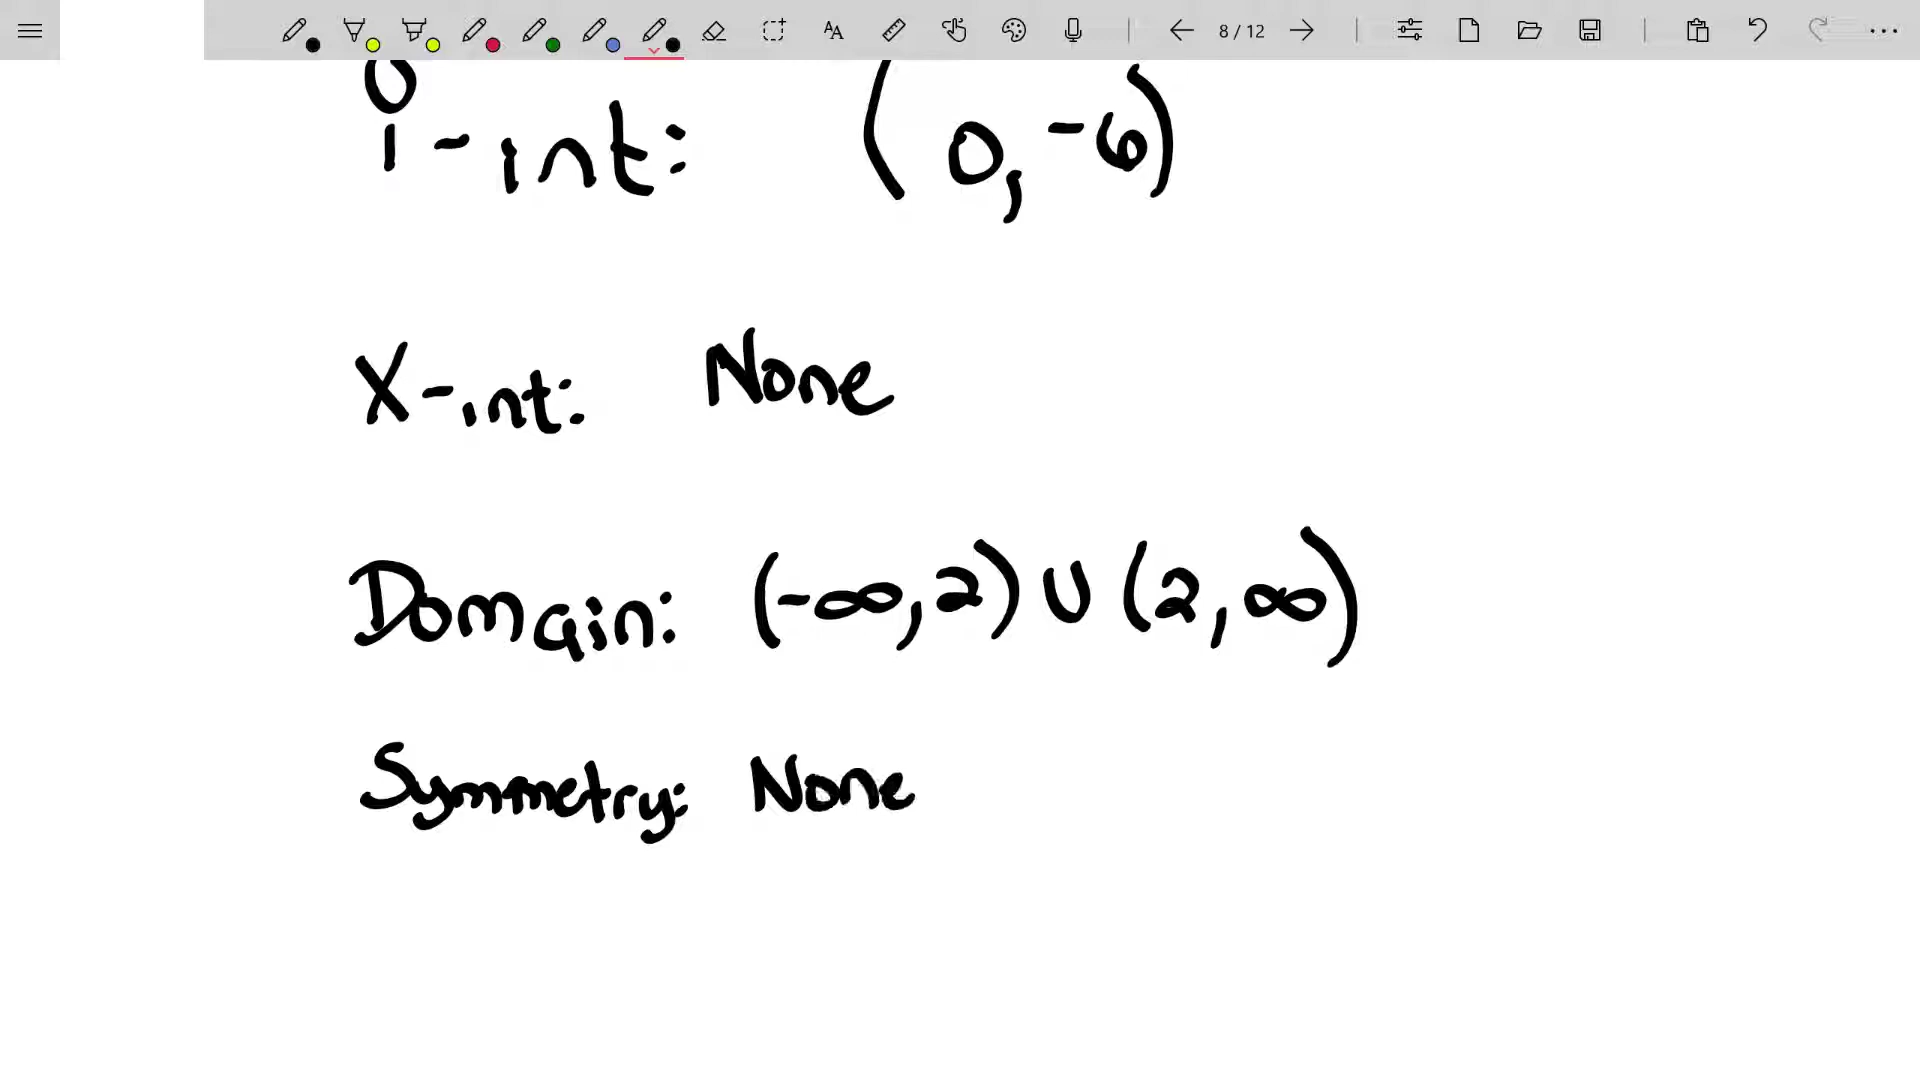 8 / 12
-int: (0, -6)
X-int: None
Domain: (-∞, 2) ∪ (2, ∞)
Symmetry: None